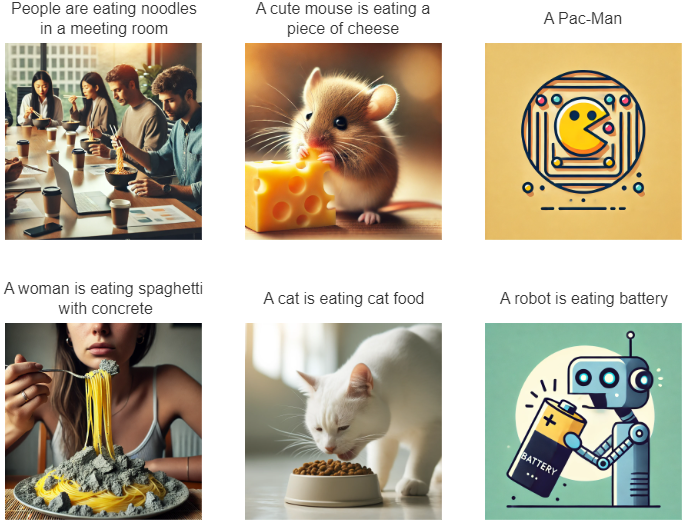 People are eating noodles
in a meeting room
A cute mouse is eating a
piece of cheese
A Pac-Man
A woman is eating spaghetti
with concrete
A cat is eating cat food
A robot is eating battery
BATTERY